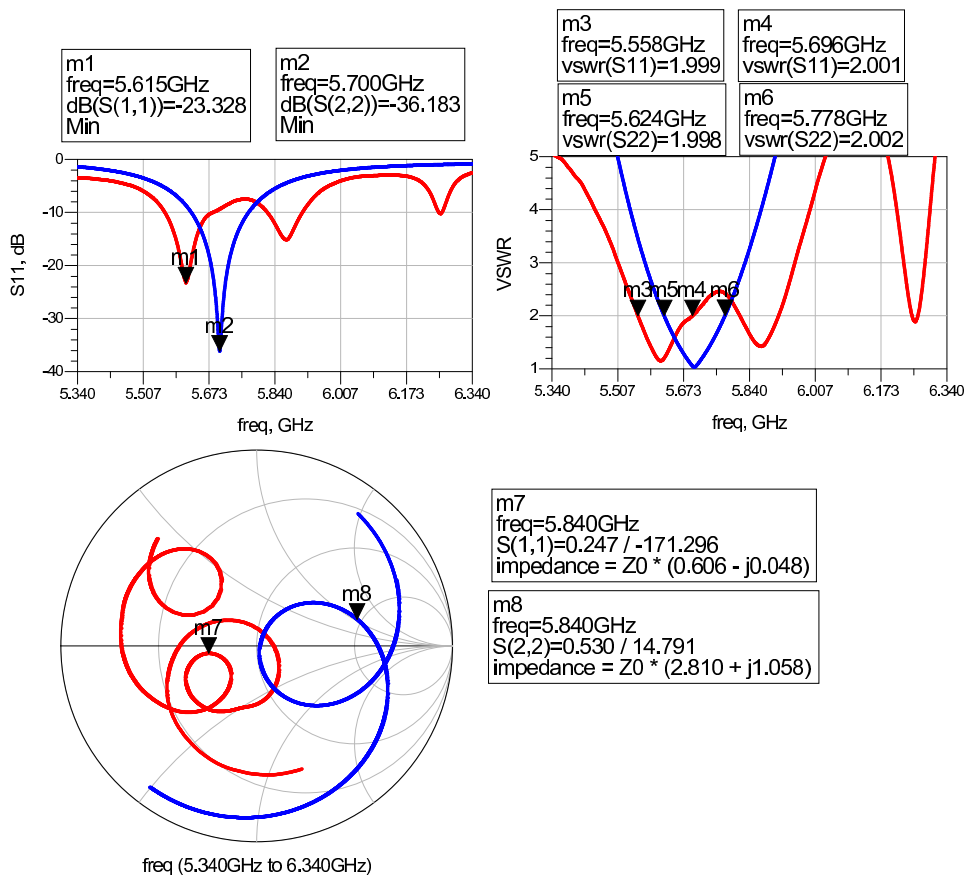 m1
freq=5.615GHz
dB(S(1,1))=-23.328
Min
m2
freq=5.700GHz
dB(S(2,2))=-36.183
Min
m3
freq=5.558GHz
vswr(S11)=1.999
m4
freq=5.696GHz
vswr(S11)=2.001
m5
freq=5.624GHz
vswr(S22)=1.998
m6
freq=5.778GHz
vswr(S22)=2.002
S11, dB
0
-10
-20
-30
-40
m1
m2
5.340 5.507 5.673 5.840 6.007 6.173 6.340
freq, GHz
VSWR
5
4
3
2
1
m3 m5 m4 m6
5.340 5.507 5.673 5.840 6.007 6.173 6.340
freq, GHz
m7
m8
freq (5.340GHz to 6.340GHz)
m7
freq=5.840GHz
S(1,1)=0.247 / -171.296
impedance = Z0 * (0.606 - j0.048)
m8
freq=5.840GHz
S(2,2)=0.530 / 14.791
impedance = Z0 * (2.810 + j1.058)